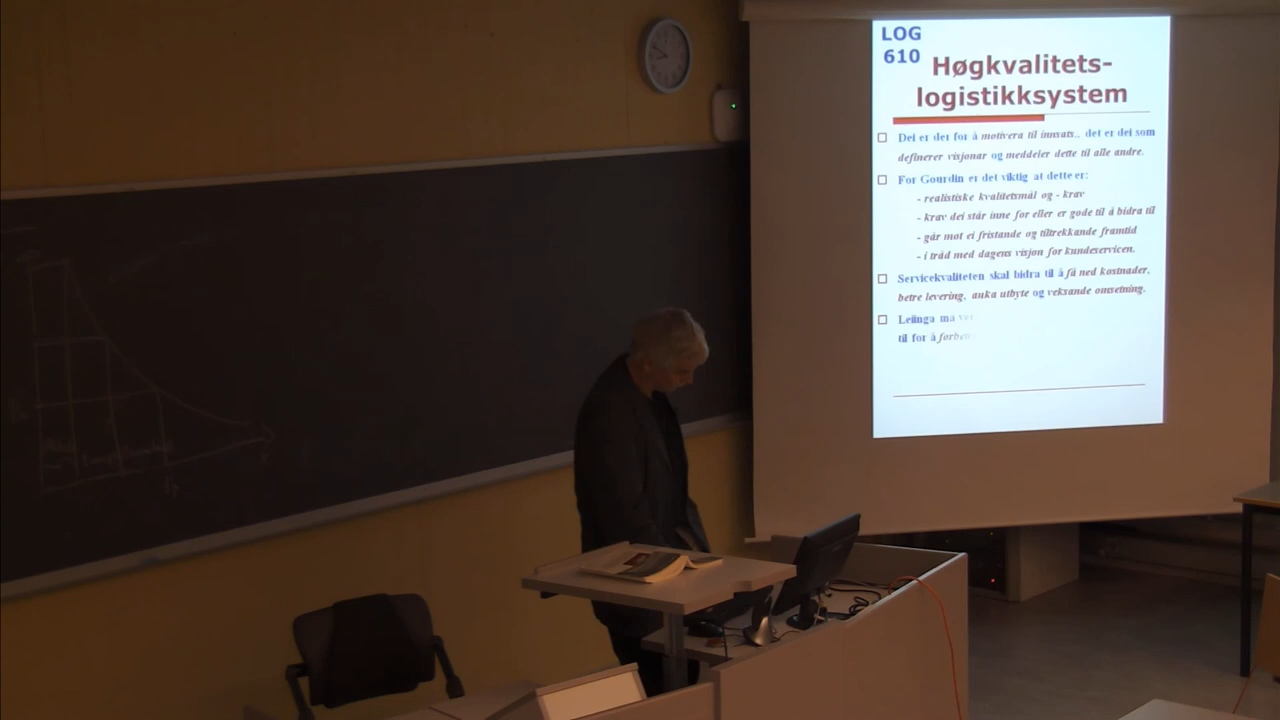 LOG
610
Høgkvalitets-
logistikksystem
Dei er der for å motivera til innsats., det er dei som
definerer visjonar og meddeler dette til alle andre.
For Gourdin er det viktig at dette er:
- realistiske kvalitetsmål og - krav
- krav dei står inne for eller er gode til å bidra til
- går mot ei fristande og tiltrekkande framtid
- i tråd med dagens visjon for kundeservicen.
Servicekvaliteten skal bidra til å få ned kostnader,
betre levering, auka utbyte og veksande omsetning.
Leiinga må
til for å